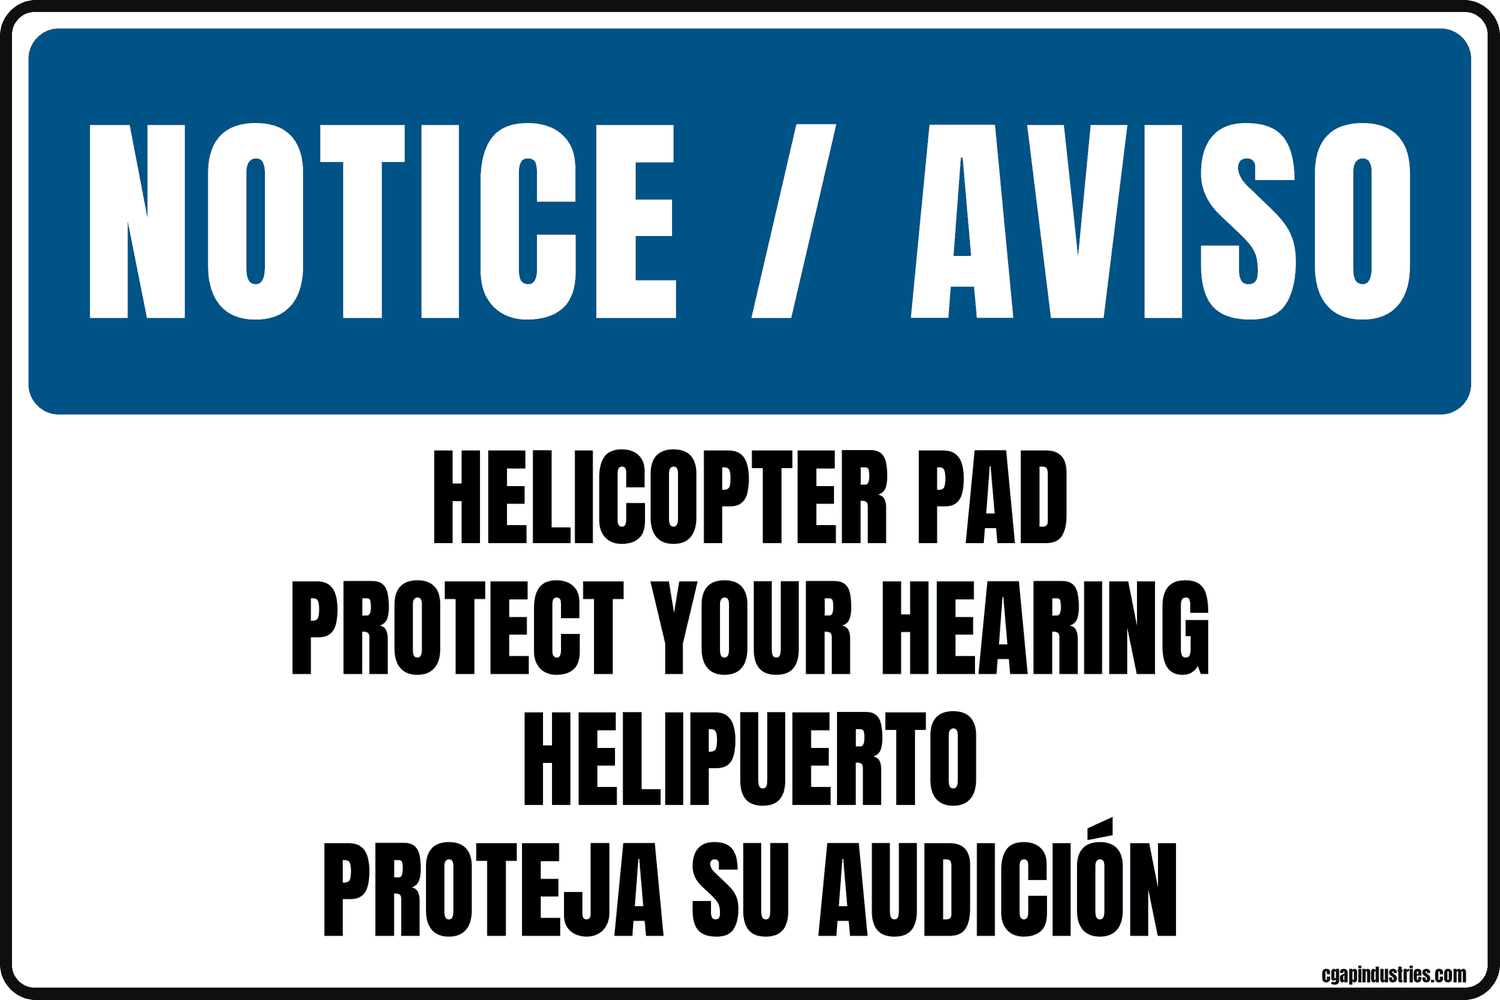 NOTICE / AVISO
HELICOPTER PAD
PROTECT YOUR HEARING
HELIPUERTO
PROTEJA SU AUDICIÓN
cgapindustries.com